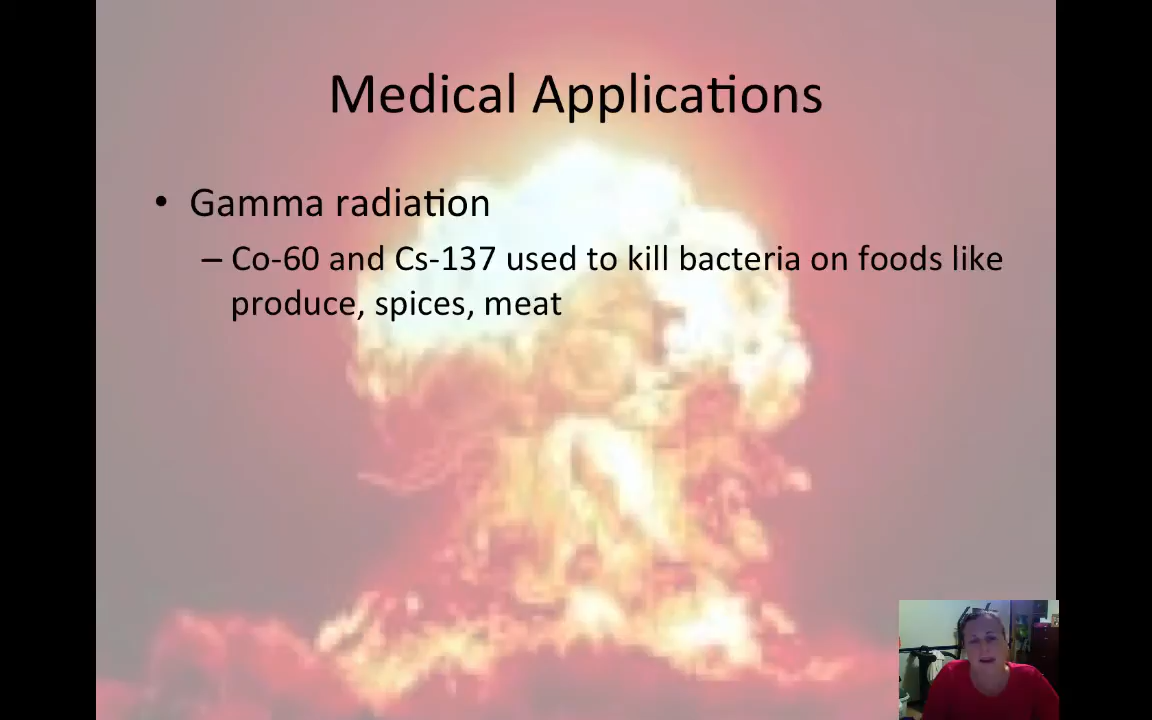 Medical Applications
• Gamma radiation
– Co-60 and Cs-137 used to kill bacteria on foods like
produce, spices, meat